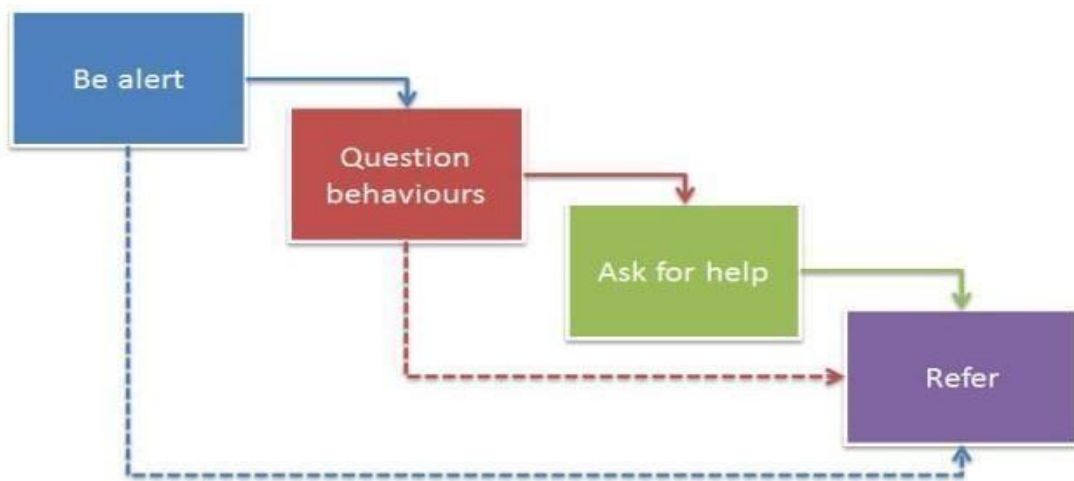 Be alert
Question
behaviours
Ask for help
Refer